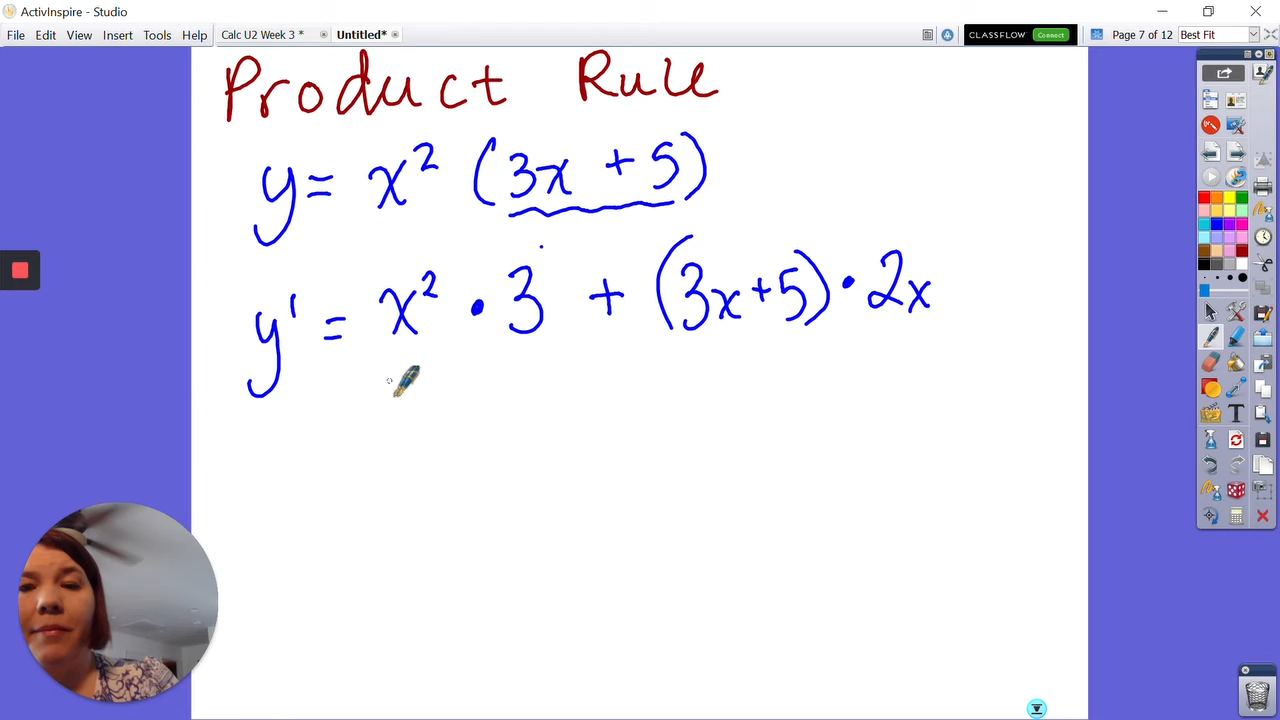 ActivInspire - Studio
File Edit View Insert Tools Help
Calc U2 Week 3 * Untitled*
CLASSFLOW Connect
Page 7 of 12 Best Fit
Product Rule
y = x² (3x + 5)
y' = x² • 3 + (3x+5) • 2x